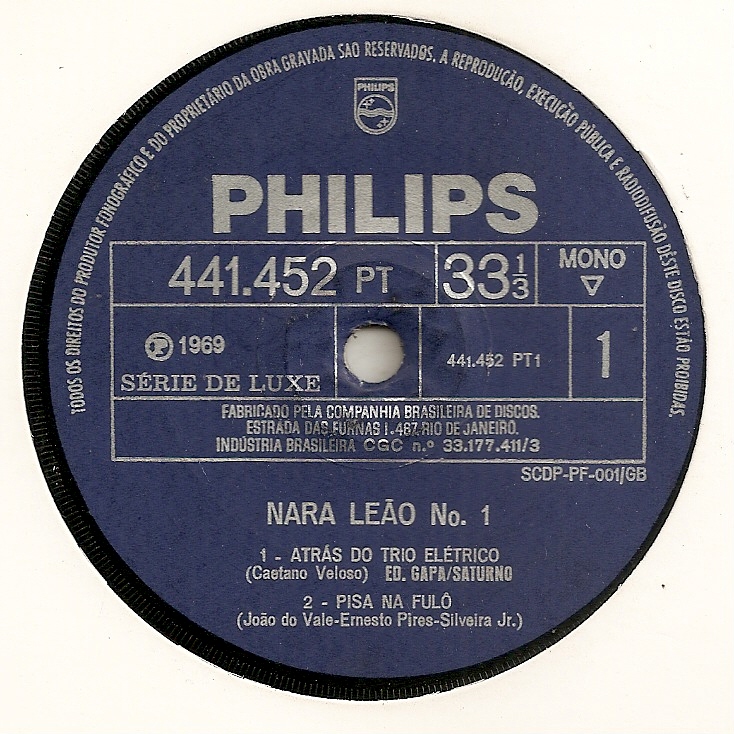 TODOS OS DIREITOS DO PRODUTOR FONOGRÁFICO E DO PROPRIETÁRIO DA OBRA GRAVADA SÃO RESERVADOS. A REPRODUÇÃO, EXECUÇÃO PÚBLICA E RADIODIFUSÃO DÊSTE DISCO ESTÃO PROIBIDAS.
PHILIPS
PHILIPS
441.452 PT 33 1/3 MONO
℗ 1969
SÉRIE DE LUXE
441.452 PT1
1
FABRICADO PELA COMPANHIA BRASILEIRA DE DISCOS.
ESTRADA DAS FURNAS 1.487 RIO DE JANEIRO.
INDÚSTRIA BRASILEIRA CGC n.º 33.177.411/3
SCDP-PF-001/GB
NARA LEÃO No. 1
1 - ATRÁS DO TRIO ELÉTRICO
(Caetano Veloso) ED. GAPA/SATURNO
2 - PISA NA FULÔ
(João do Vale-Ernesto Pires-Silveira Jr.)